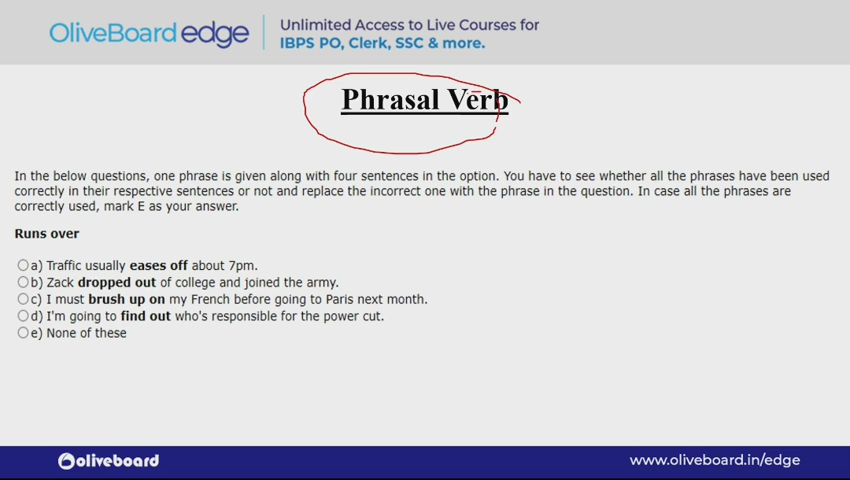 OliveBoard edge
Unlimited Access to Live Courses for
IBPS PO, Clerk, SSC & more.
Phrasal Verb
In the below questions, one phrase is given along with four sentences in the option. You have to see whether all the phrases have been used
correctly in their respective sentences or not and replace the incorrect one with the phrase in the question. In case all the phrases are
correctly used, mark E as your answer.
Runs over
a) Traffic usually eases off about 7pm.
b) Zack dropped out of college and joined the army.
c) I must brush up on my French before going to Paris next month.
d) I'm going to find out who's responsible for the power cut.
e) None of these
oliveboard
www.oliveboard.in/edge